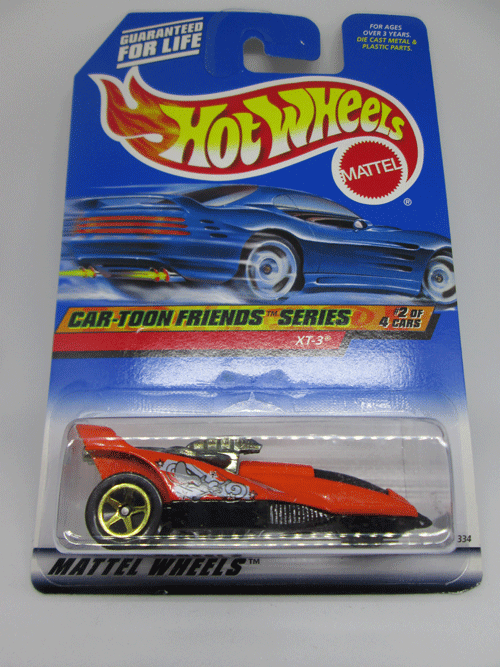 GUARANTEED
FOR LIFE
FOR AGES
OVER 3 YEARS.
DIE CAST METAL &
PLASTIC PARTS.
HOT WHEELS
MATTEL
®
CAR-TOON FRIENDS™ SERIES
#2 OF
4 CARS
XT-3®
334
MATTEL WHEELS™